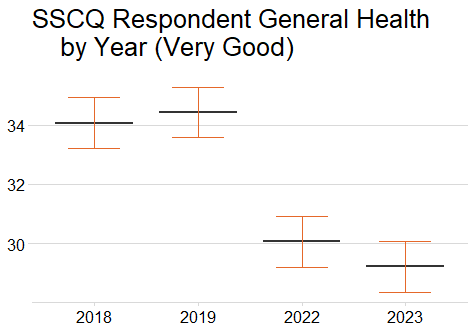 SSCQ Respondent General Health
by Year (Very Good)
34
32
30
2018 2019 2022 2023